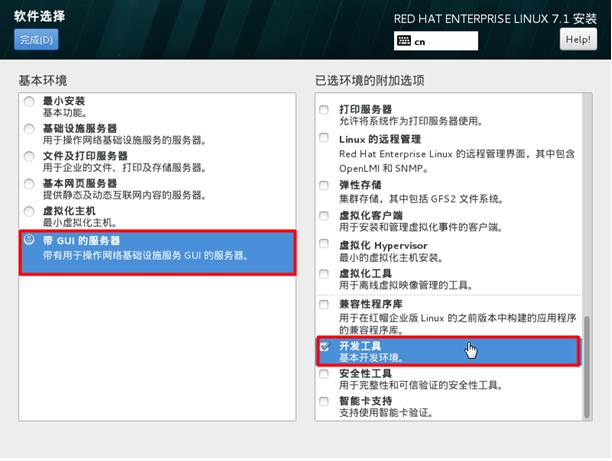 软件选择
完成(D)
RED HAT ENTERPRISE LINUX 7.1 安装
cn
Help!
基本环境
最小安装
基本功能。
基础设施服务器
用于操作网络基础设施服务的服务器。
文件及打印服务器
用于企业的文件、打印及存储服务器。
基本网页服务器
提供静态及动态互联网内容的服务器。
虚拟化主机
最小虚拟化主机。
带 GUI 的服务器
带有用于操作网络基础设施服务 GUI 的服务器。
已选环境的附加选项
打印服务器
允许将系统作为打印服务器使用。
Linux 的远程管理
Red Hat Enterprise Linux 的远程管理界面，其中包含
OpenLMI 和 SNMP。
弹性存储
集群存储，其中包括 GFS2 文件系统。
虚拟化客户端
用于安装和管理虚拟化事件的客户端。
虚拟化 Hypervisor
最小的虚拟化主机安装。
虚拟化工具
用于离线虚拟映像管理的工具。
兼容性程序库
用于在红帽企业版 Linux 的之前版本中构建的应用程序
的兼容程序库。
开发工具
基本开发环境。
安全性工具
用于完整性和可信验证的安全性工具。
智能卡支持
支持使用智能卡验证。